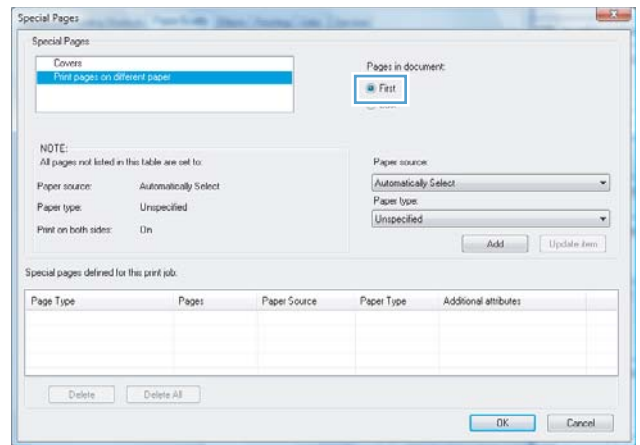 Special Pages
Special Pages
Covers
Print pages on different paper
Pages in document:
First
NOTE:
All pages not listed in this table are set to:
Paper source: Automatically Select
Paper type: Unspecified
Print on both sides: On
Paper source:
Automatically Select
Paper type:
Unspecified
Add Update item
Special pages defined for this print job:
Page Type Pages Paper Source Paper Type Additional attributes
Delete Delete All
OK Cancel